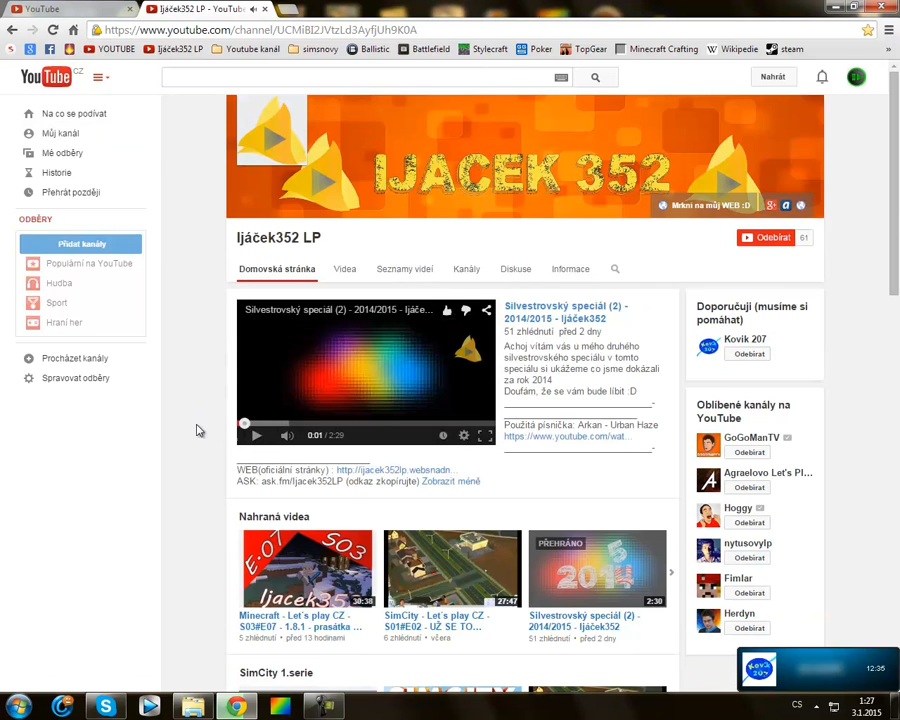 YouTube
Ijáček352 LP - YouTube
https://www.youtube.com/channel/UCMiBI2JVtzLd3AyfjUh9K0A
YOUTUBE
Ijáček352 LP
Youtube kanál
simsnovy
Ballistic
Battlefield
Stylecraft
Poker
TopGear
Minecraft Crafting
Wikipedie
steam
YouTube CZ
Nahrát
Na co se podívat
Můj kanál
Mé odběry
Historie
Přehrát později
ODBĚRY
Přidat kanály
Populární na YouTube
Hudba
Sport
Hraní her
Procházet kanály
Spravovat odběry
IJACEK 352
Mrkni na můj WEB :D
Ijáček352 LP
Odebírat 61
Domovská stránka
Videa
Seznamy videí
Kanály
Diskuse
Informace
Silvestrovský speciál (2) - 2014/2015 - Ijáče...
0:01 / 2:29
Silvestrovský speciál (2) -
2014/2015 - Ijáček352
51 zhlédnutí před 2 dny
Achoj vítám vás u mého druhého
silvestrovského speciálu v tomto
speciálu si ukážeme co jsme dokázali
za rok 2014
Doufám, že se vám bude líbit :D
Použitá písnička: Arkan - Urban Haze
https://www.youtube.com/wat...
WEB(oficiální stránky) : http://ijacek352lp.websnadn...
ASK: ask.fm/Ijacek352LP (odkaz zkopírujte) Zobrazit méně
Doporučuji (musíme si
pomáhat)
Kovik 207
Odebírat
Oblíbené kanály na
YouTube
GoGoManTV
Odebírat
Agraelovo Let's Pl...
Odebírat
Hoggy
Odebírat
nytusovylp
Odebírat
Fimlar
Odebírat
Herdyn
Odebírat
Nahraná videa
E.07 S03
Ijacek35
30:38
Minecraft - Let´s play CZ -
S03#E07 - 1.8.1 - prasátka ...
5 zhlédnutí • před 13 hodinami
27:47
SimCity - Let´s play CZ -
S01#E02 - UŽ SE TO...
6 zhlédnutí • včera
PŘEHRÁNO
2:30
Silvestrovský speciál (2) -
2014/2015 - Ijáček352
51 zhlédnutí • před 2 dny
SimCity 1.serie
12:35
CS
1:27
3.1.2015